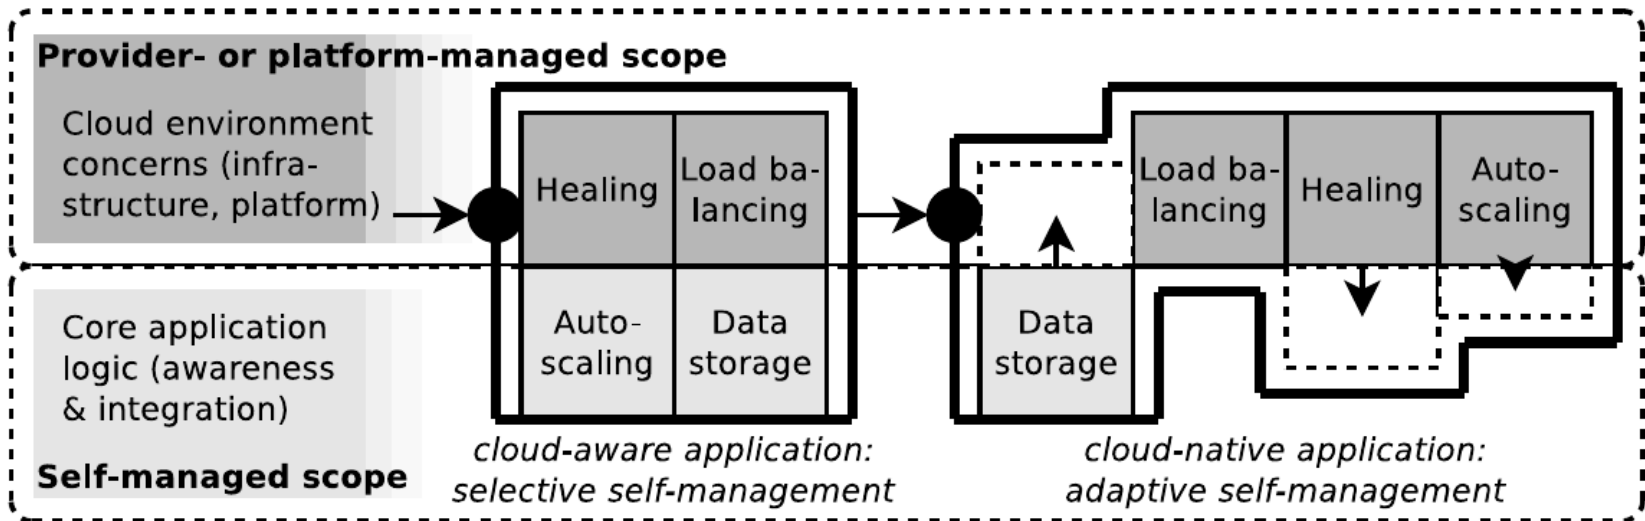 Provider- or platform-managed scope
Cloud environment
concerns (infra-
structure, platform)
Healing
Load ba-
lancing
Load ba-
lancing
Healing
Auto-
scaling
Core application
logic (awareness
& integration)
Self-managed scope
Auto-
scaling
Data
storage
Data
storage
cloud-aware application:
selective self-management
cloud-native application:
adaptive self-management